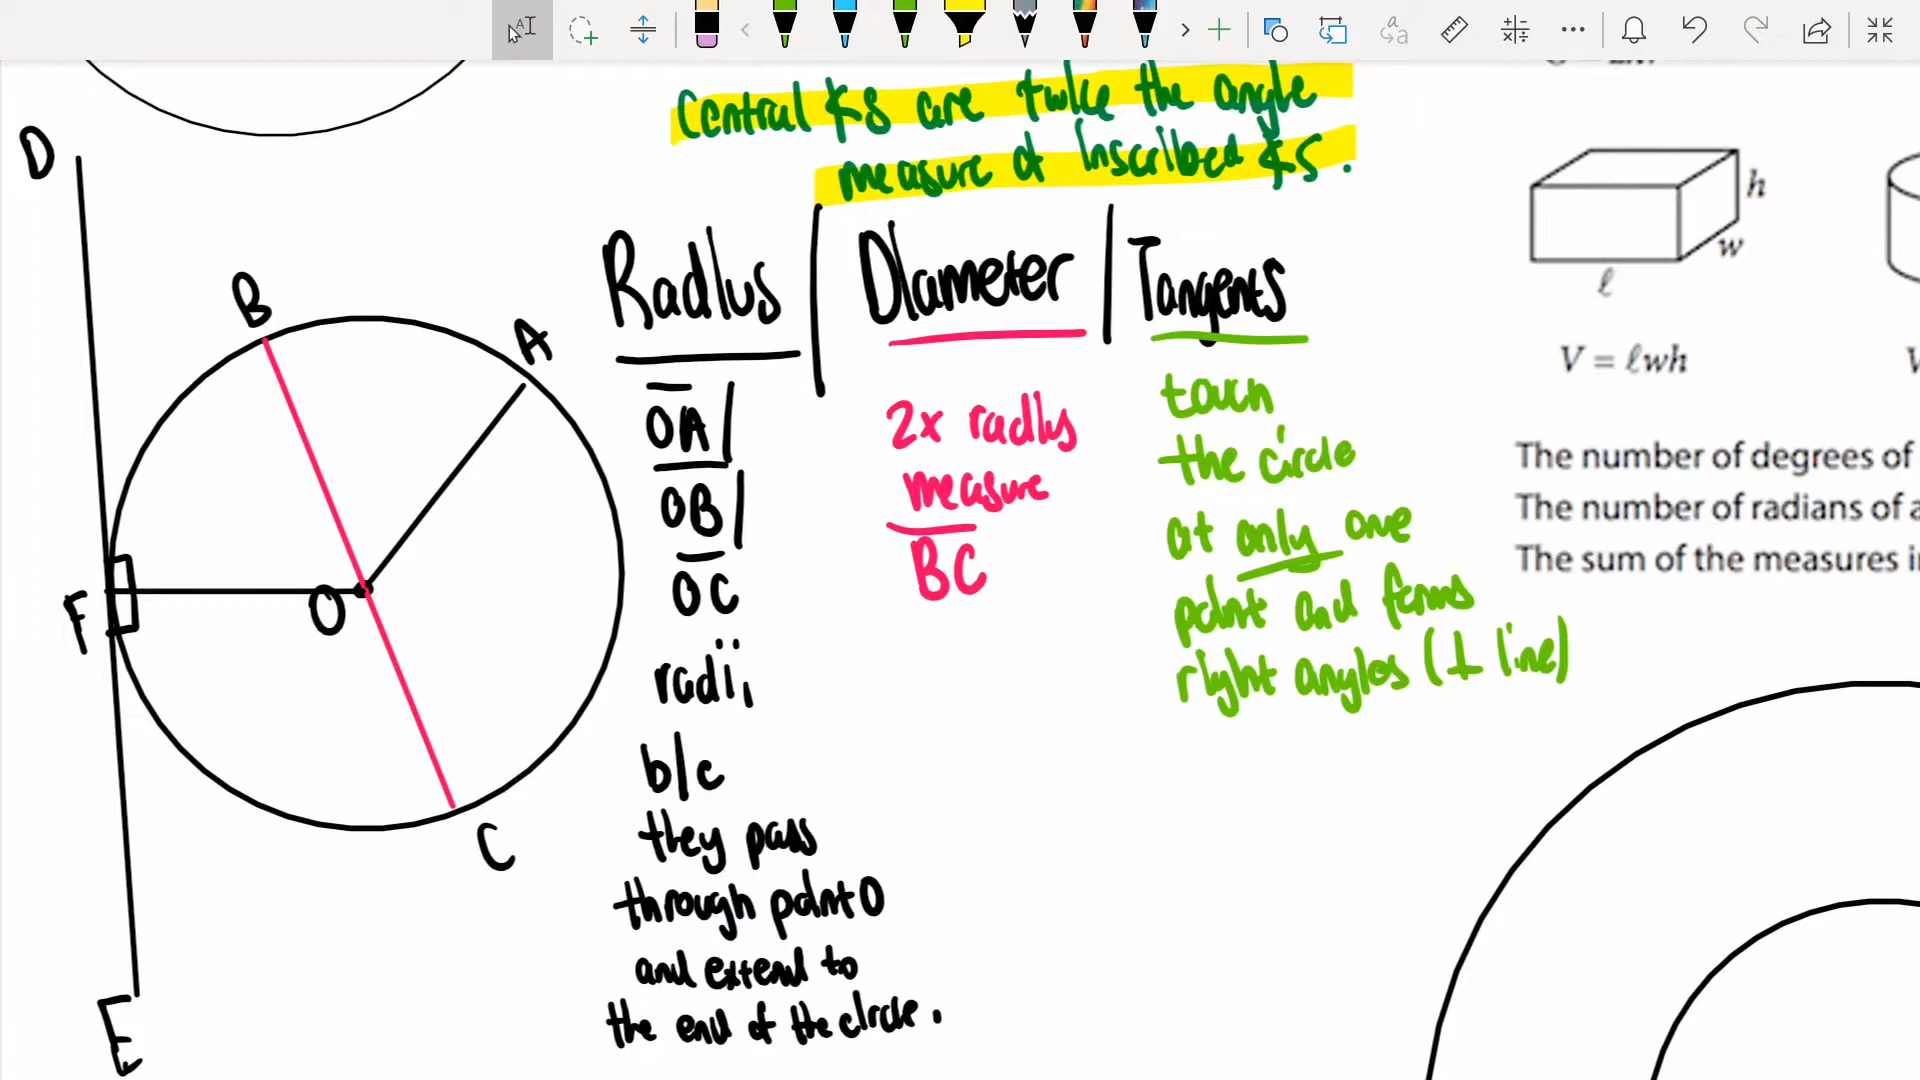 Central ∡s are twice the angle
measure of inscribed ∡s.
D
B
A
F
O
C
E
Radius
OA
OB
OC
radii
b/c
they pass
through point O
and extend to
the end of the circle.
Diameter
2x radius
measure
BC
Tangents
touch
the circle
at only one
point and forms
right angles (⊥ line)
h
w
ℓ
V = ℓwh
V
The number of degrees of
The number of radians of a
The sum of the measures i